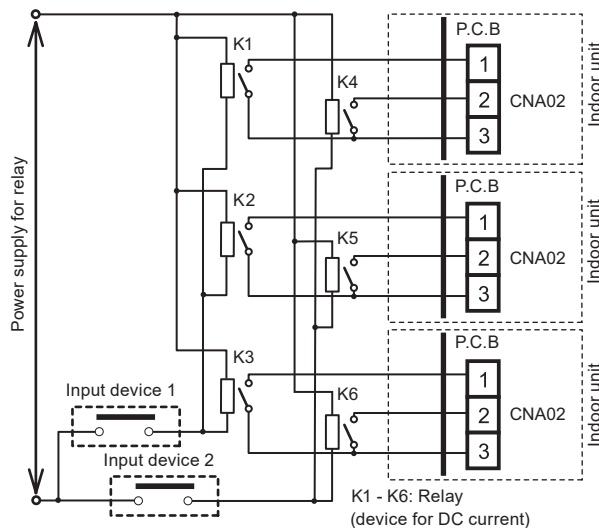 P.C.B
K1
1
K4
2
CNA02
3
Indoor unit
Power supply for relay
P.C.B
K2
1
K5
2
CNA02
3
Indoor unit
P.C.B
K3
1
Input device 1
K6
2
CNA02
3
Indoor unit
Input device 2
K1 - K6: Relay
(device for DC current)